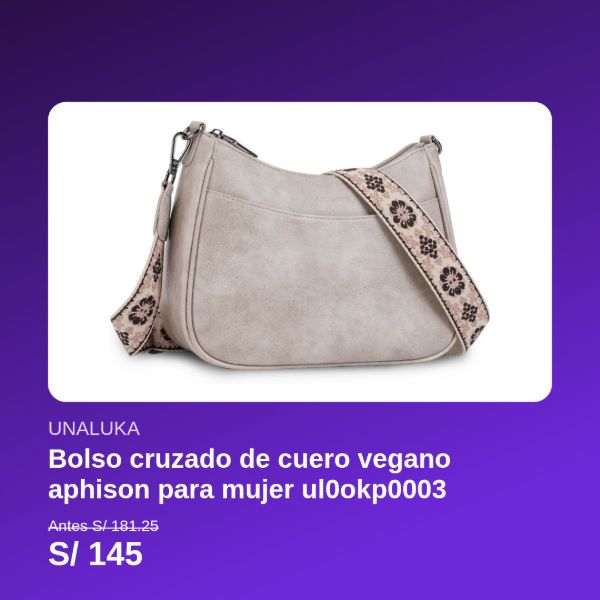 UNALUKA
Bolso cruzado de cuero vegano
aphison para mujer ul0okp0003
Antes S/ 181.25
S/ 145